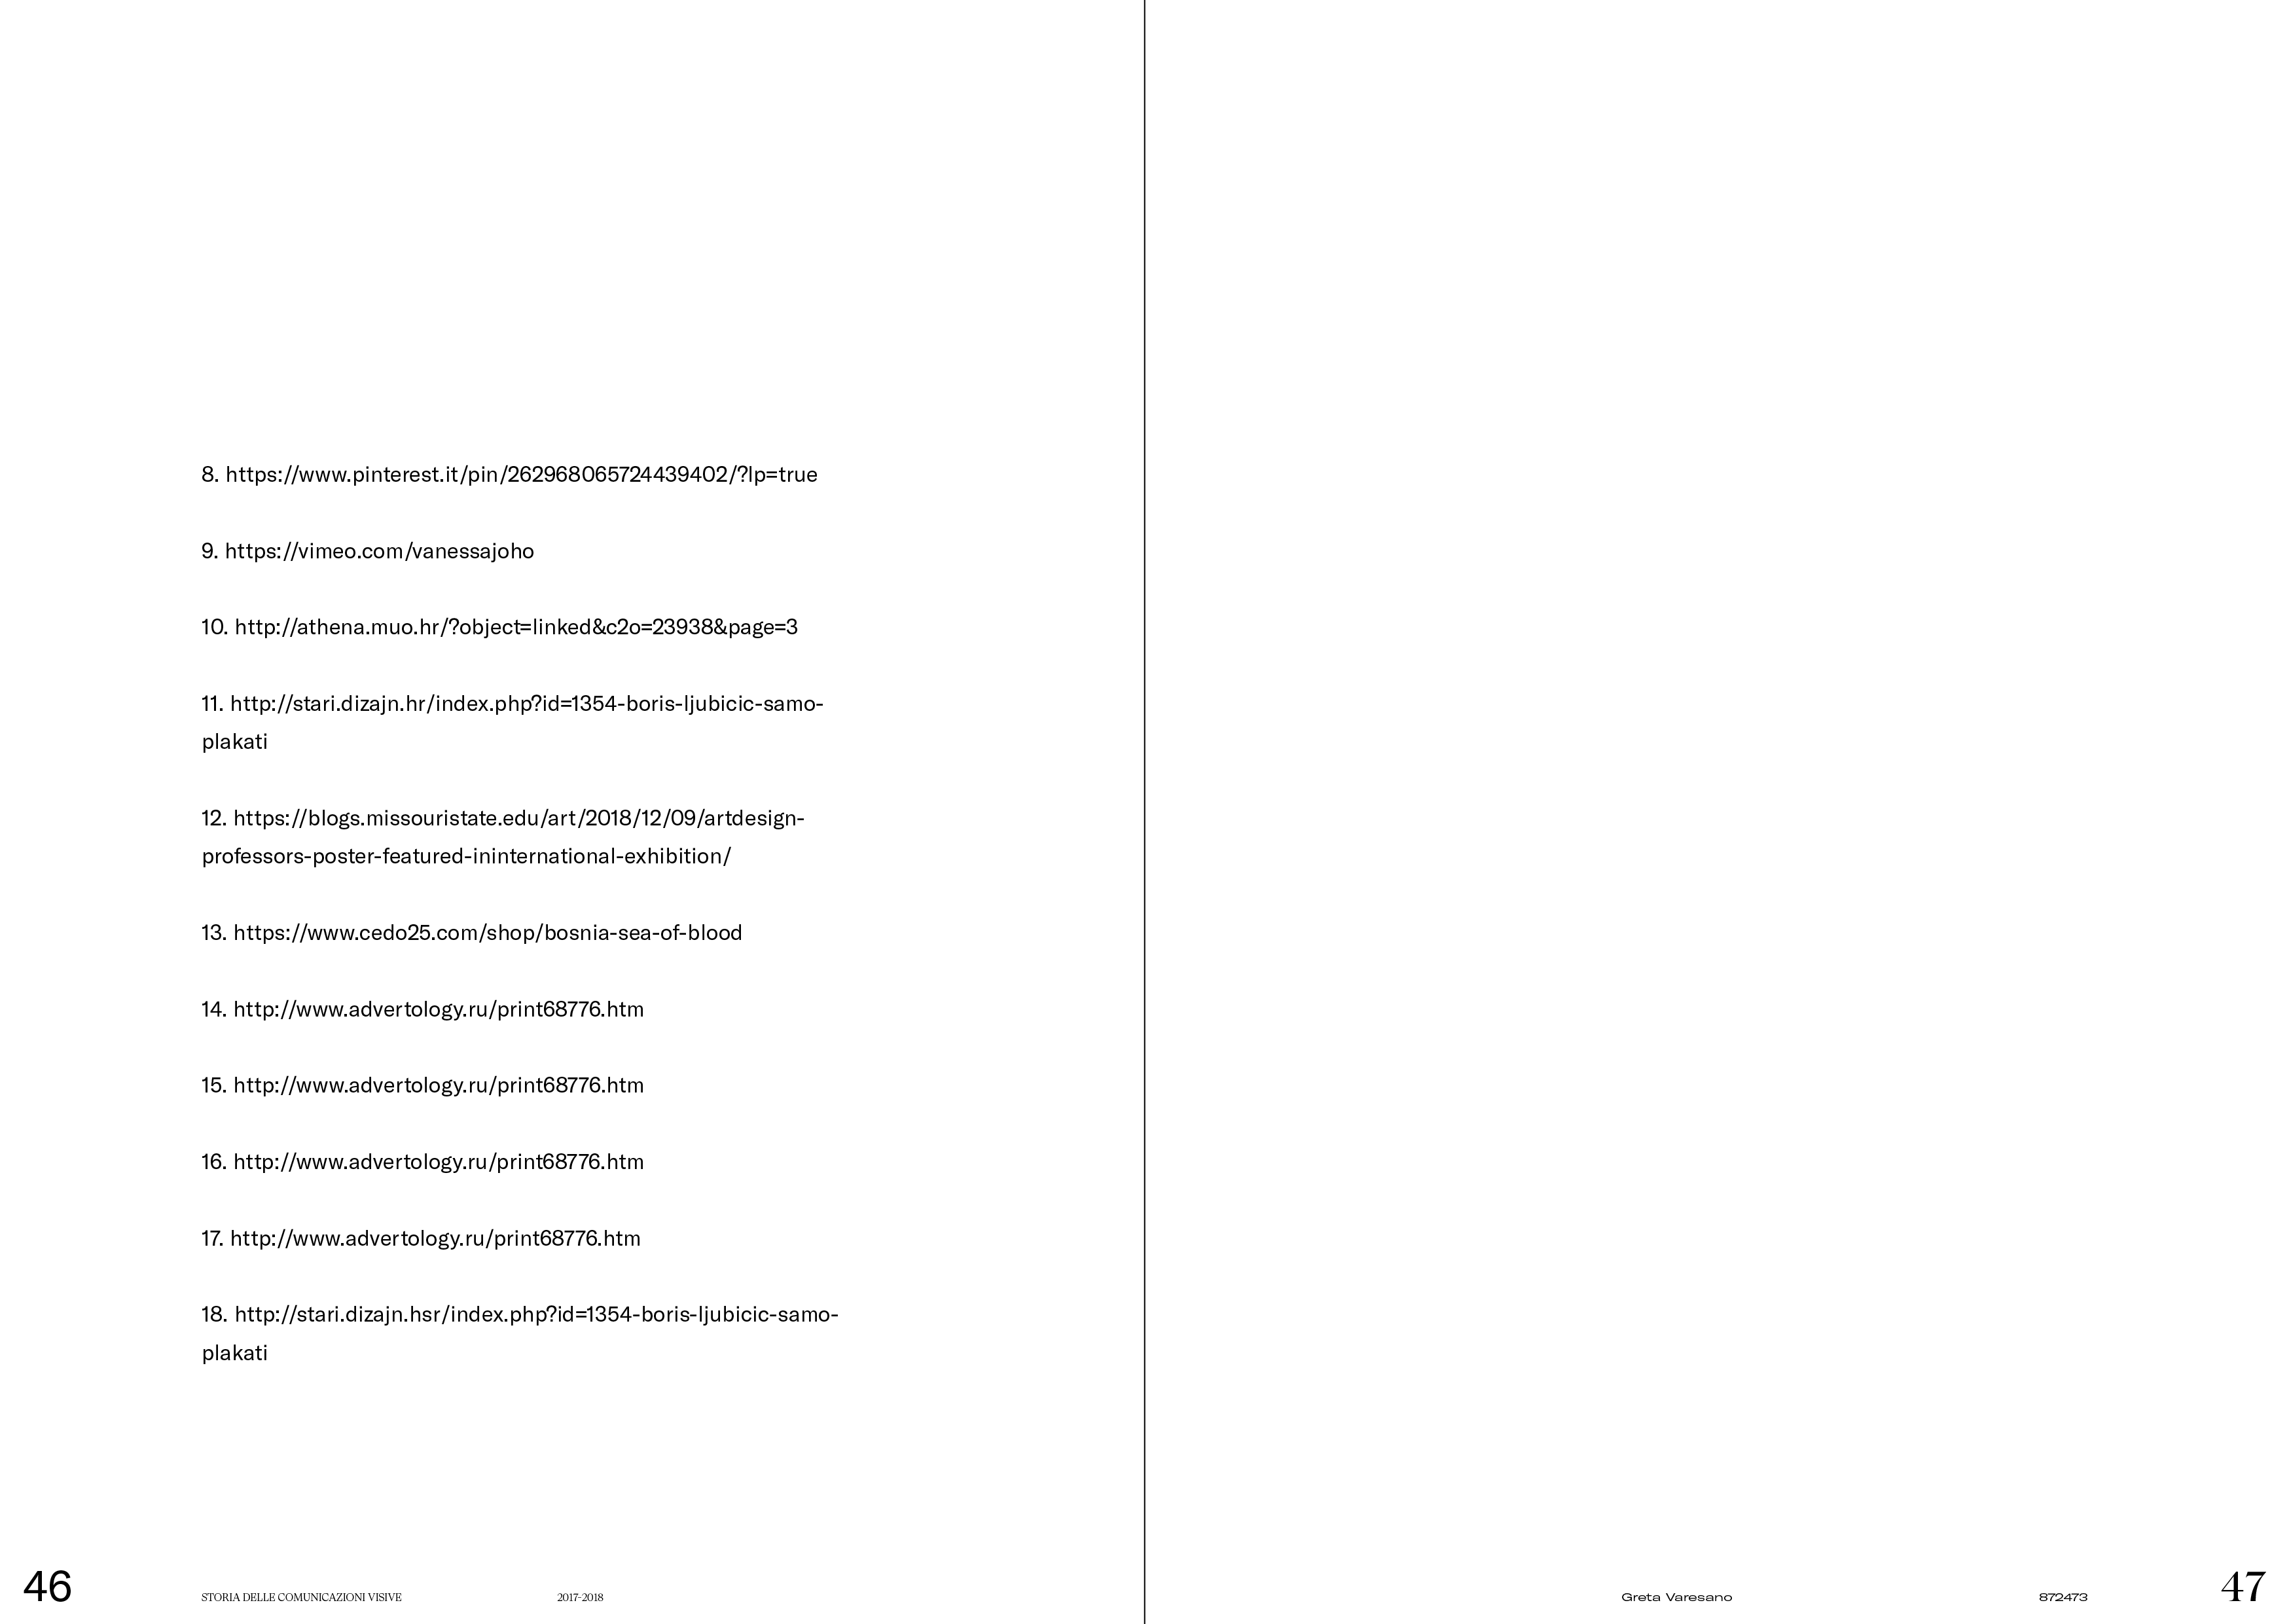 8. https://www.pinterest.it/pin/262968065724439402/?lp=true
9. https://vimeo.com/vanessajoho
10. http://athena.muo.hr/?object=linked&c2o=23938&page=3
11. http://stari.dizajn.hr/index.php?id=1354-boris-ljubicic-samo-
plakati
12. https://blogs.missouristate.edu/art/2018/12/09/artdesign-
professors-poster-featured-ininternational-exhibition/
13. https://www.cedo25.com/shop/bosnia-sea-of-blood
14. http://www.advertology.ru/print68776.htm
15. http://www.advertology.ru/print68776.htm
16. http://www.advertology.ru/print68776.htm
17. http://www.advertology.ru/print68776.htm
18. http://stari.dizajn.hsr/index.php?id=1354-boris-ljubicic-samo-
plakati
46 STORIA DELLE COMUNICAZIONI VISIVE 2017-2018
Greta Varesano 872473 47